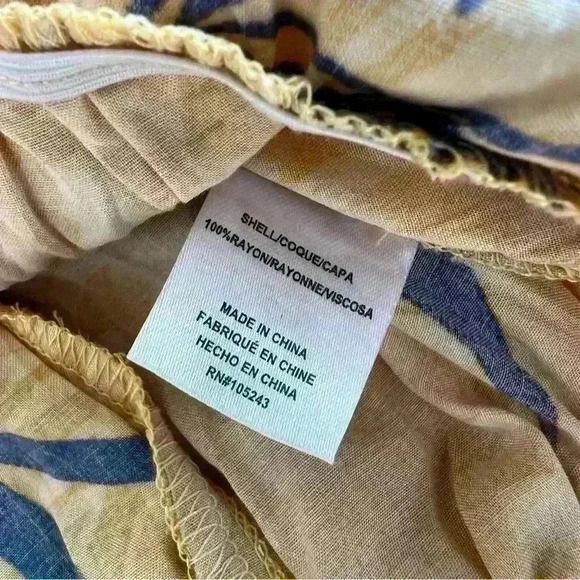 SHELL/COQUE/CAPA
100%RAYON/RAYONNE/VISCOSA
MADE IN CHINA
FABRIQUÉ EN CHINE
HECHO EN CHINA
RN#105243